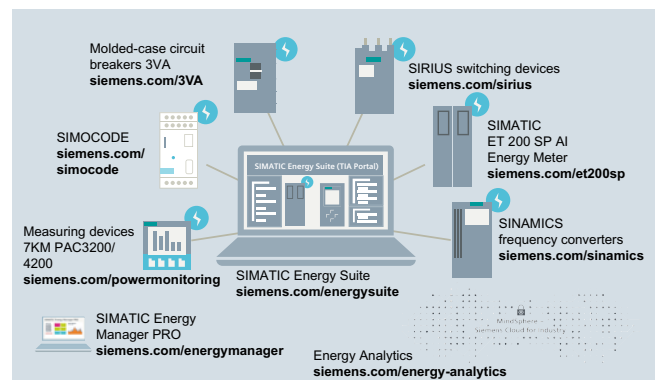 Molded-case circuit
breakers 3VA
siemens.com/3VA
SIRIUS switching devices
siemens.com/sirius
SIMOCODE
siemens.com/
simocode
SIMATIC
ET 200 SP AI
Energy Meter
siemens.com/et200sp
SIMATIC Energy Suite (TIA Portal)
Measuring devices
7KM PAC3200/
4200
siemens.com/powermonitoring
SINAMICS
frequency converters
siemens.com/sinamics
SIMATIC Energy Suite
siemens.com/energysuite
SIMATIC Energy
Manager PRO
siemens.com/energymanager
MindSphere –
Siemens Cloud for Industry
Energy Analytics
siemens.com/energy-analytics